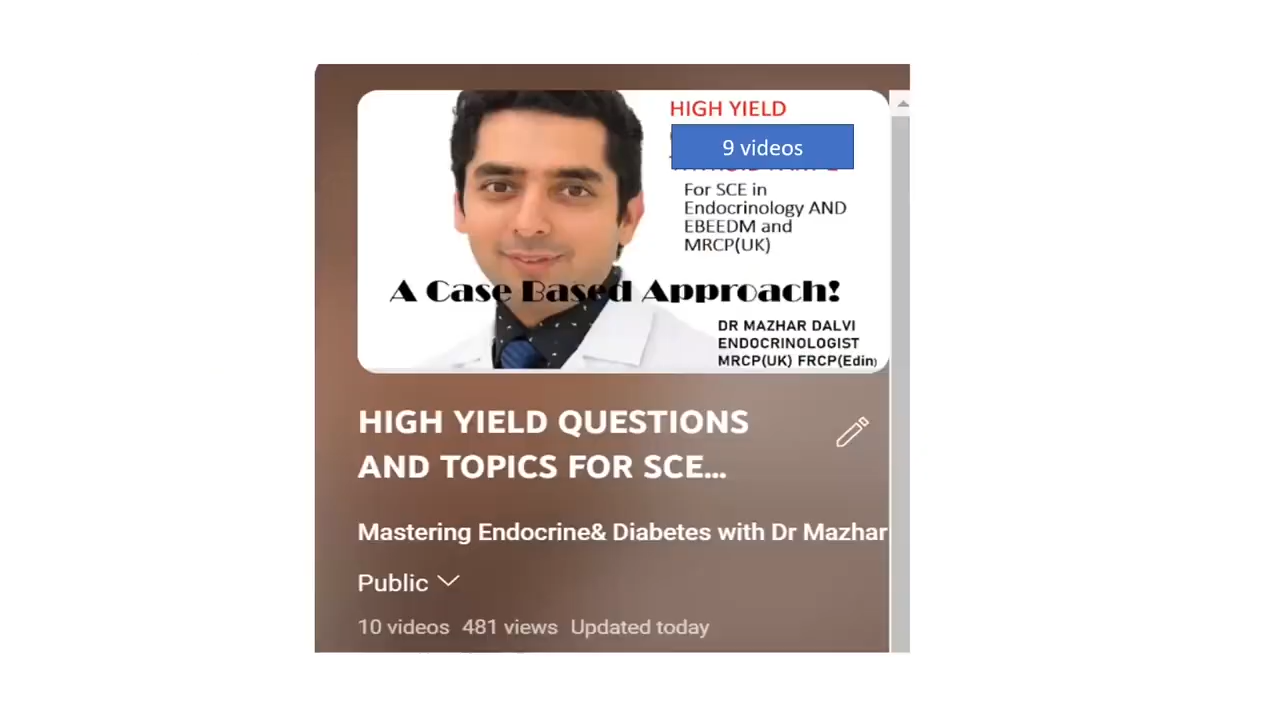 HIGH YIELD
9 videos
For SCE in
Endocrinology AND
EBEEDM and
MRCP(UK)
A Case Based Approach!
DR MAZHAR DALVI
ENDOCRINOLOGIST
MRCP(UK) FRCP(Edin)
HIGH YIELD QUESTIONS
AND TOPICS FOR SCE...
Mastering Endocrine& Diabetes with Dr Mazhar
Public
10 videos 481 views Updated today